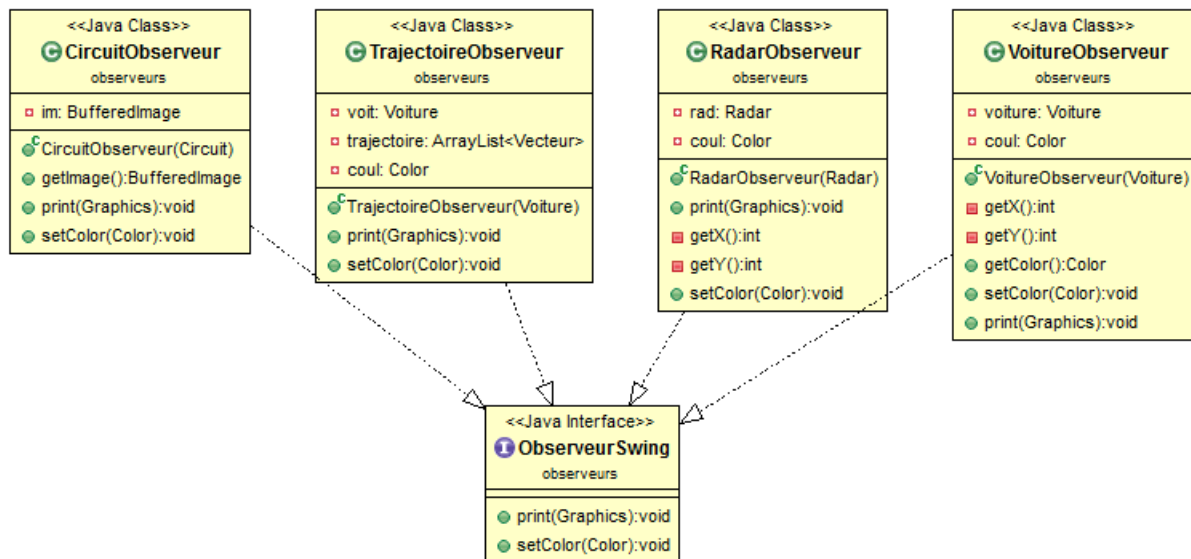 <<Java Class>>
CircuitObserveur
observeurs
im: BufferedImage
CircuitObserveur(Circuit)
getImage():BufferedImage
print(Graphics):void
setColor(Color):void
<<Java Class>>
TrajectoireObserveur
observeurs
voit: Voiture
trajectoire: ArrayList<Vecteur>
coul: Color
TrajectoireObserveur(Voiture)
print(Graphics):void
setColor(Color):void
<<Java Class>>
RadarObserveur
observeurs
rad: Radar
coul: Color
RadarObserveur(Radar)
print(Graphics):void
getX():int
getY():int
setColor(Color):void
<<Java Class>>
VoitureObserveur
observeurs
voiture: Voiture
coul: Color
VoitureObserveur(Voiture)
getX():int
getY():int
getColor():Color
setColor(Color):void
print(Graphics):void
<<Java Interface>>
ObserveurSwing
observeurs
print(Graphics):void
setColor(Color):void